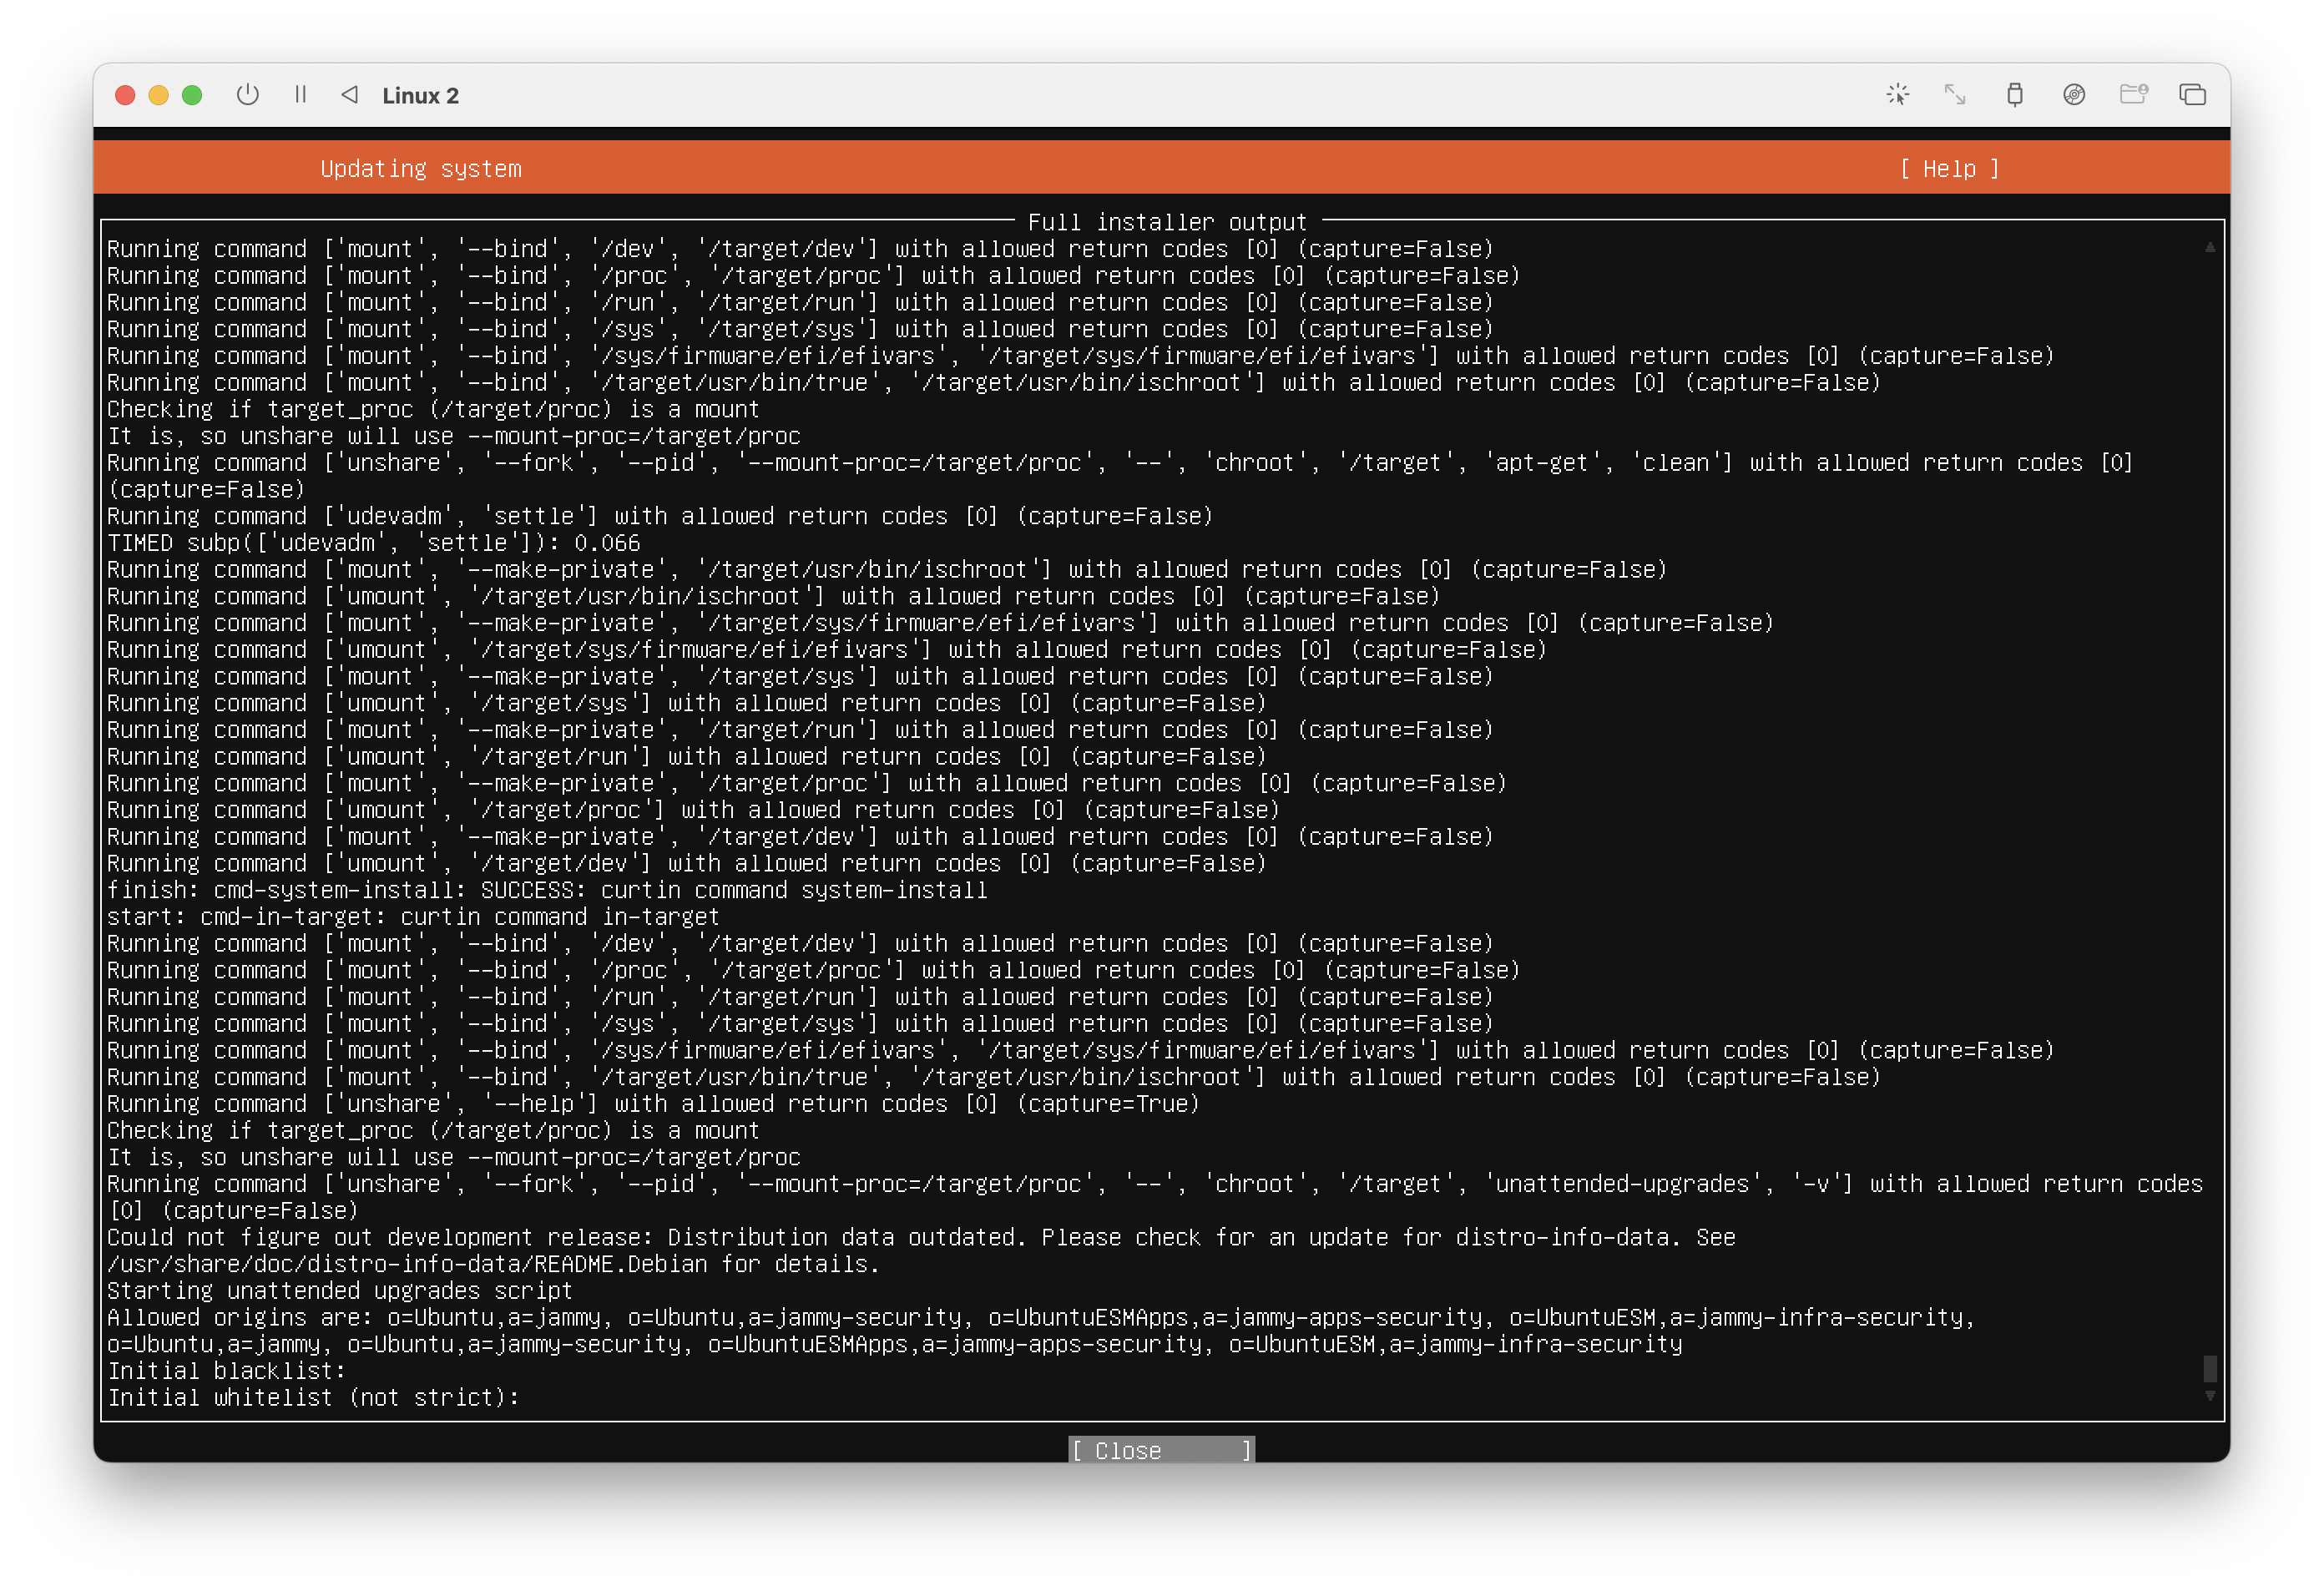 Linux 2
Updating system [ Help ]
Full installer output
Running command ['mount', '--bind', '/dev', '/target/dev'] with allowed return codes [0] (capture=False)
Running command ['mount', '--bind', '/proc', '/target/proc'] with allowed return codes [0] (capture=False)
Running command ['mount', '--bind', '/run', '/target/run'] with allowed return codes [0] (capture=False)
Running command ['mount', '--bind', '/sys', '/target/sys'] with allowed return codes [0] (capture=False)
Running command ['mount', '--bind', '/sys/firmware/efi/efivars', '/target/sys/firmware/efi/efivars'] with allowed return codes [0] (capture=False)
Running command ['mount', '--bind', '/target/usr/bin/true', '/target/usr/bin/ischroot'] with allowed return codes [0] (capture=False)
Checking if target_proc (/target/proc) is a mount
It is, so unshare will use --mount-proc=/target/proc
Running command ['unshare', '--fork', '--pid', '--mount-proc=/target/proc', '--', 'chroot', '/target', 'apt-get', 'clean'] with allowed return codes [0]
(capture=False)
Running command ['udevadm', 'settle'] with allowed return codes [0] (capture=False)
TIMED subp(['udevadm', 'settle']): 0.066
Running command ['mount', '--make-private', '/target/usr/bin/ischroot'] with allowed return codes [0] (capture=False)
Running command ['umount', '/target/usr/bin/ischroot'] with allowed return codes [0] (capture=False)
Running command ['mount', '--make-private', '/target/sys/firmware/efi/efivars'] with allowed return codes [0] (capture=False)
Running command ['umount', '/target/sys/firmware/efi/efivars'] with allowed return codes [0] (capture=False)
Running command ['mount', '--make-private', '/target/sys'] with allowed return codes [0] (capture=False)
Running command ['umount', '/target/sys'] with allowed return codes [0] (capture=False)
Running command ['mount', '--make-private', '/target/run'] with allowed return codes [0] (capture=False)
Running command ['umount', '/target/run'] with allowed return codes [0] (capture=False)
Running command ['mount', '--make-private', '/target/proc'] with allowed return codes [0] (capture=False)
Running command ['umount', '/target/proc'] with allowed return codes [0] (capture=False)
Running command ['mount', '--make-private', '/target/dev'] with allowed return codes [0] (capture=False)
Running command ['umount', '/target/dev'] with allowed return codes [0] (capture=False)
finish: cmd-system-install: SUCCESS: curtin command system-install
start: cmd-in-target: curtin command in-target
Running command ['mount', '--bind', '/dev', '/target/dev'] with allowed return codes [0] (capture=False)
Running command ['mount', '--bind', '/proc', '/target/proc'] with allowed return codes [0] (capture=False)
Running command ['mount', '--bind', '/run', '/target/run'] with allowed return codes [0] (capture=False)
Running command ['mount', '--bind', '/sys', '/target/sys'] with allowed return codes [0] (capture=False)
Running command ['mount', '--bind', '/sys/firmware/efi/efivars', '/target/sys/firmware/efi/efivars'] with allowed return codes [0] (capture=False)
Running command ['mount', '--bind', '/target/usr/bin/true', '/target/usr/bin/ischroot'] with allowed return codes [0] (capture=False)
Running command ['unshare', '--help'] with allowed return codes [0] (capture=True)
Checking if target_proc (/target/proc) is a mount
It is, so unshare will use --mount-proc=/target/proc
Running command ['unshare', '--fork', '--pid', '--mount-proc=/target/proc', '--', 'chroot', '/target', 'unattended-upgrades', '-v'] with allowed return codes
[0] (capture=False)
Could not figure out development release: Distribution data outdated. Please check for an update for distro-info-data. See
/usr/share/doc/distro-info-data/README.Debian for details.
Starting unattended upgrades script
Allowed origins are: o=Ubuntu,a=jammy, o=Ubuntu,a=jammy-security, o=UbuntuESMApps,a=jammy-apps-security, o=UbuntuESM,a=jammy-infra-security,
o=Ubuntu,a=jammy, o=Ubuntu,a=jammy-security, o=UbuntuESMApps,a=jammy-apps-security, o=UbuntuESM,a=jammy-infra-security
Initial blacklist:
Initial whitelist (not strict):
[ Close ]